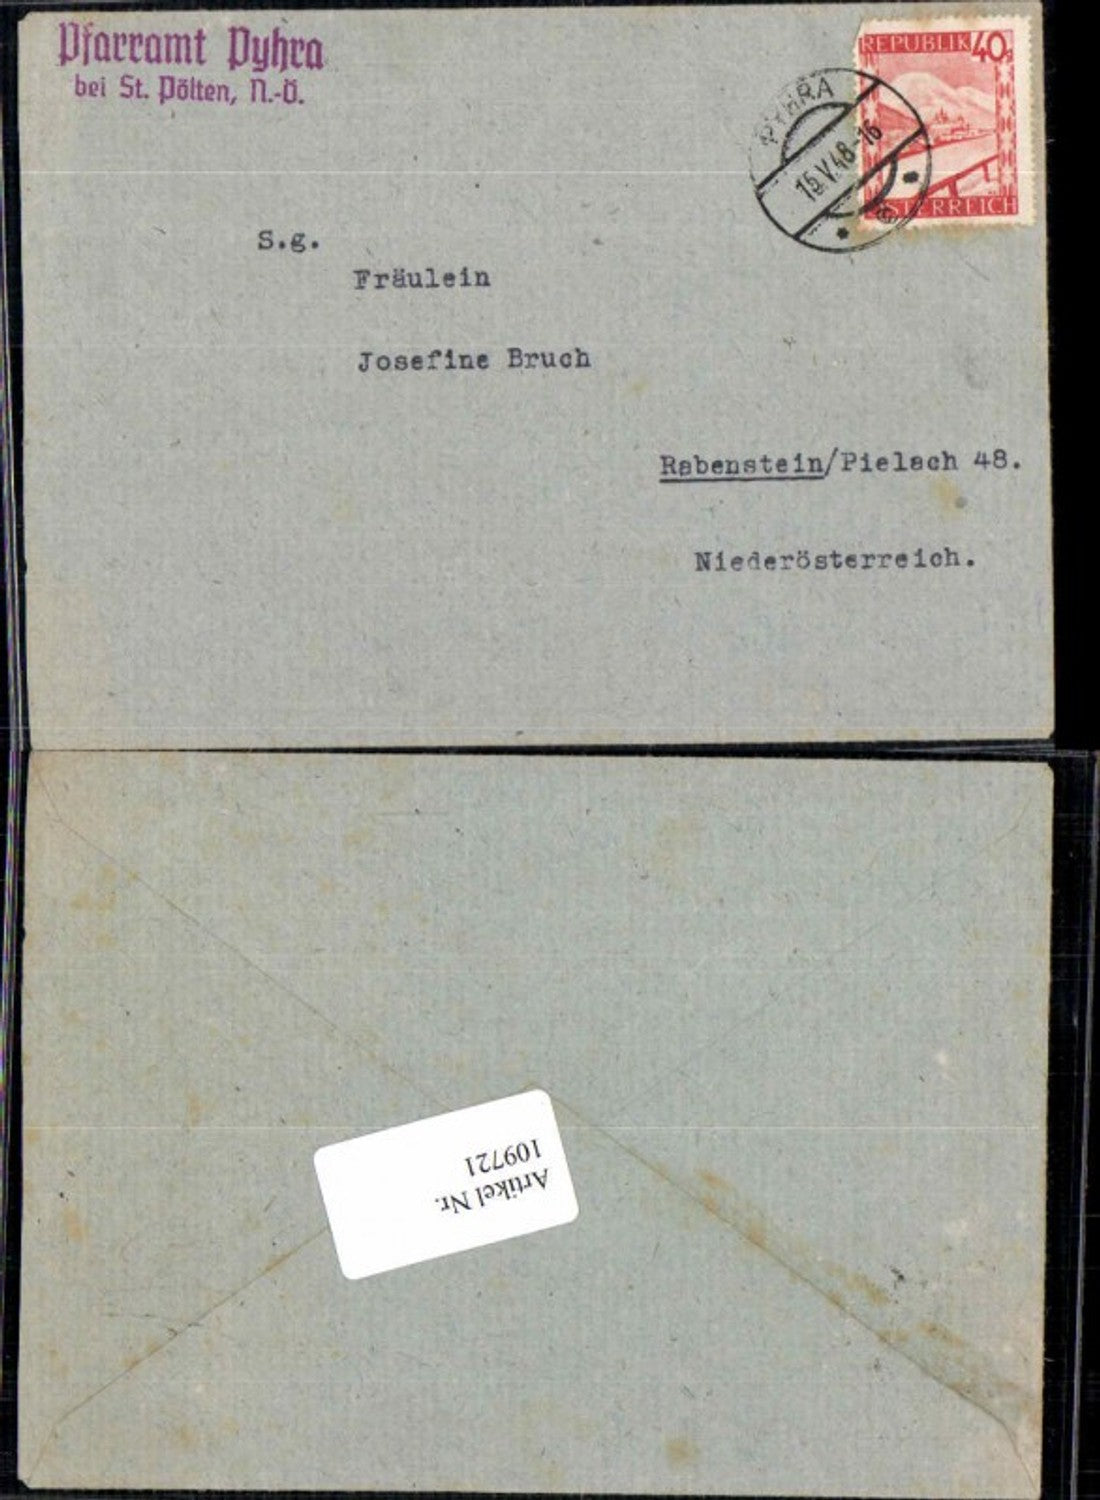 Pfarramt Pyhra
bei St. Pölten, N.-Ö.
REPUBLIK 40
ÖSTERREICH
PYHRA
15.V.48-16
S.g.
Fräulein
Josefine Bruch
Rabenstein/Pielach 48.
Niederösterreich.
Artikel Nr.
109721